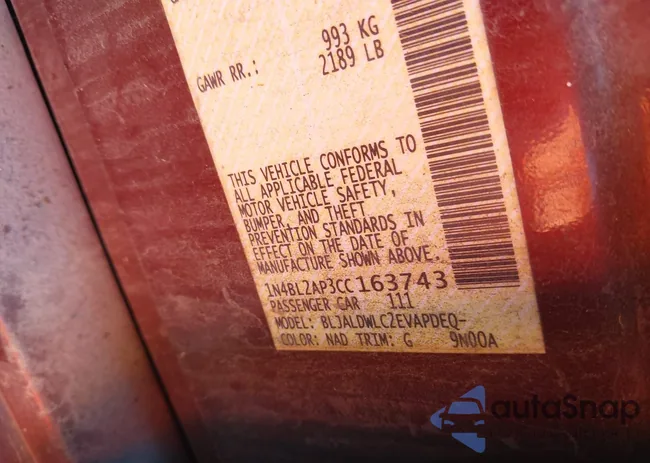 993 KG
GAWR RR.: 2189 LB
THIS VEHICLE CONFORMS TO
ALL APPLICABLE FEDERAL
MOTOR VEHICLE SAFETY,
BUMPER, AND THEFT
PREVENTION STANDARDS IN
EFFECT ON THE DATE OF
MANUFACTURE SHOWN ABOVE.
1N4BL2AP3CC163743
PASSENGER CAR 111
MODEL: BLJALDWLC2EVAPDEQ-
COLOR: NAD TRIM: G 9N00A
autaSnap